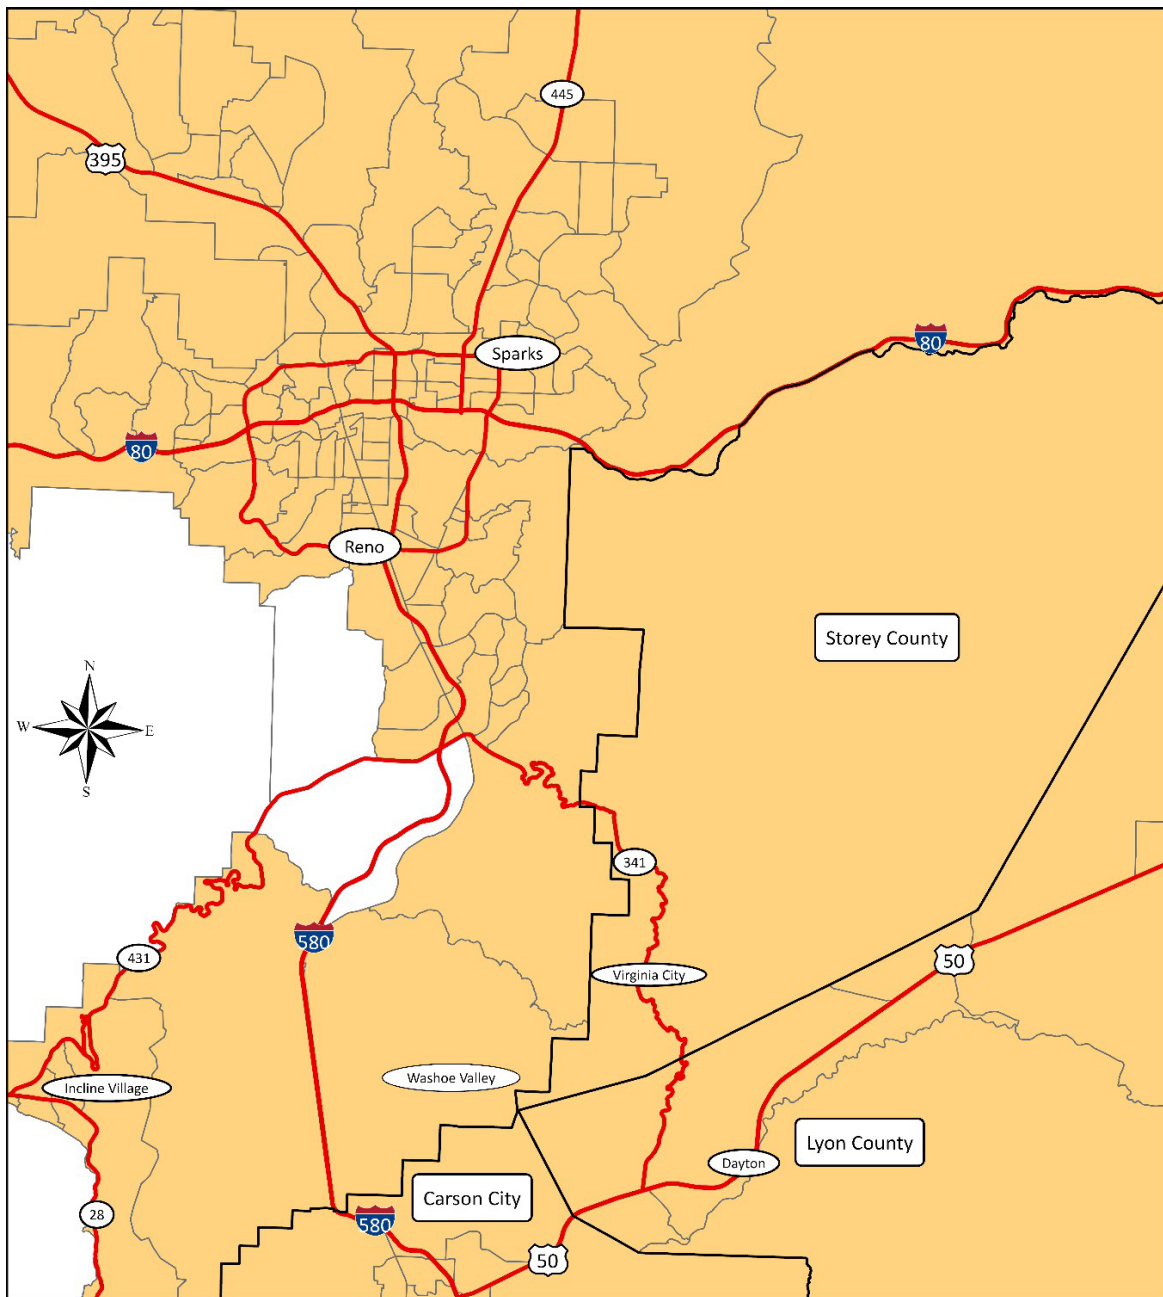 445
395
Sparks
80
80
Reno
Storey County
N
W
E
S
341
580
431
50
Virginia City
Washoe Valley
Incline Village
Lyon County
Dayton
Carson City
28
580
50